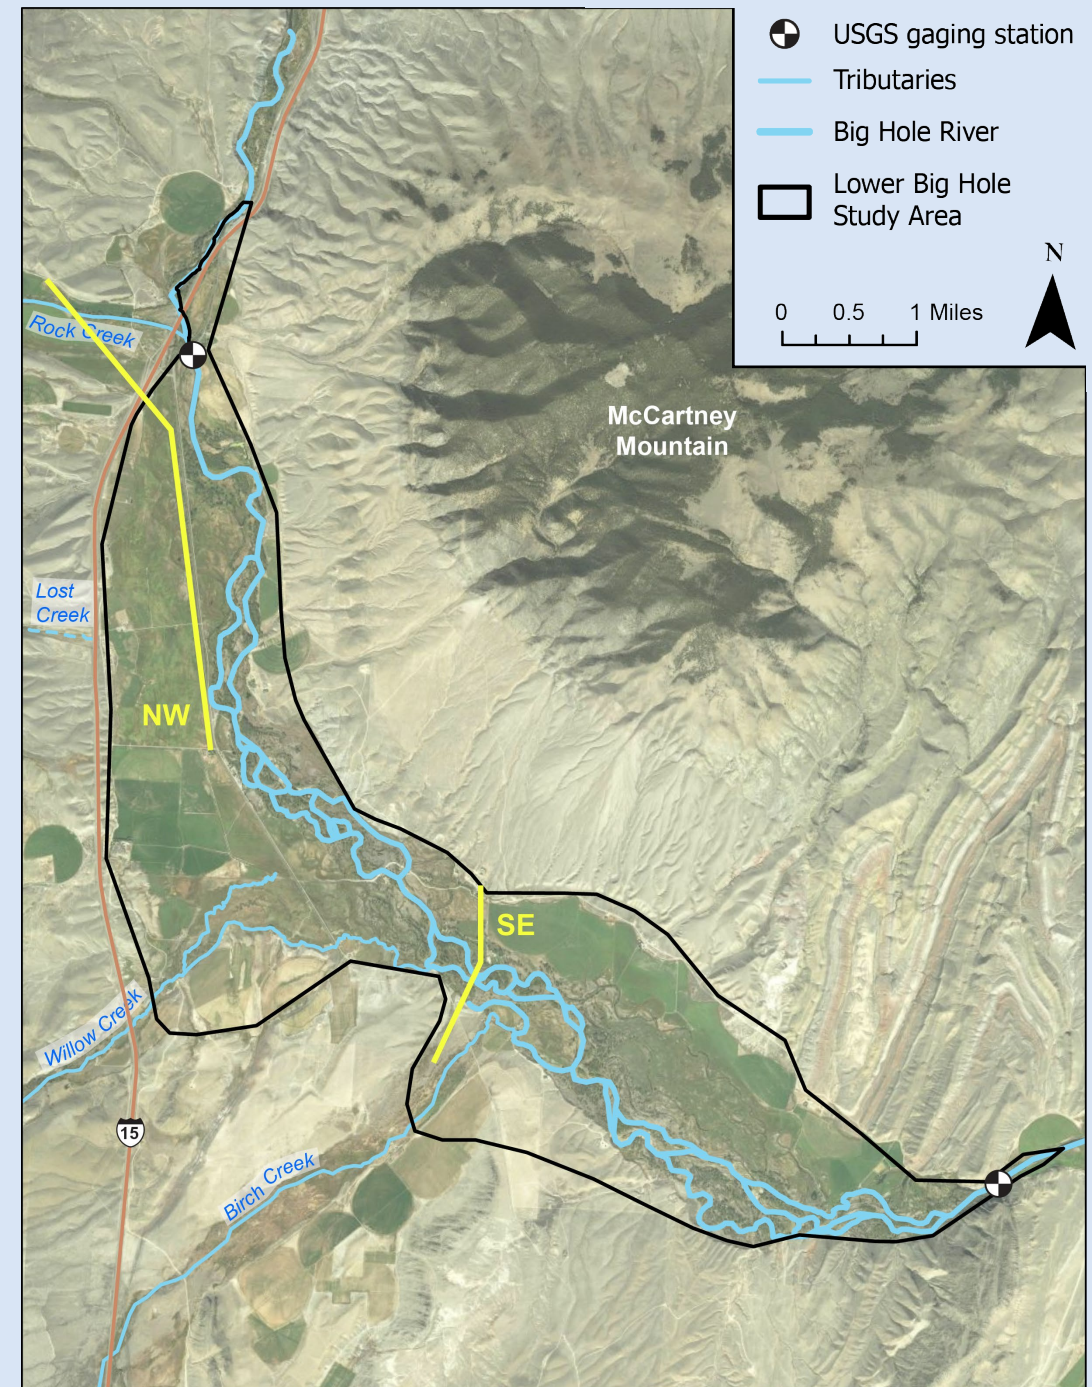 USGS gaging station
Tributaries
Big Hole River
Lower Big Hole
Study Area
N
0 0.5 1 Miles
Rock Creek
McCartney
Mountain
Lost
Creek
NW
SE
Willow Creek
15
Birch Creek